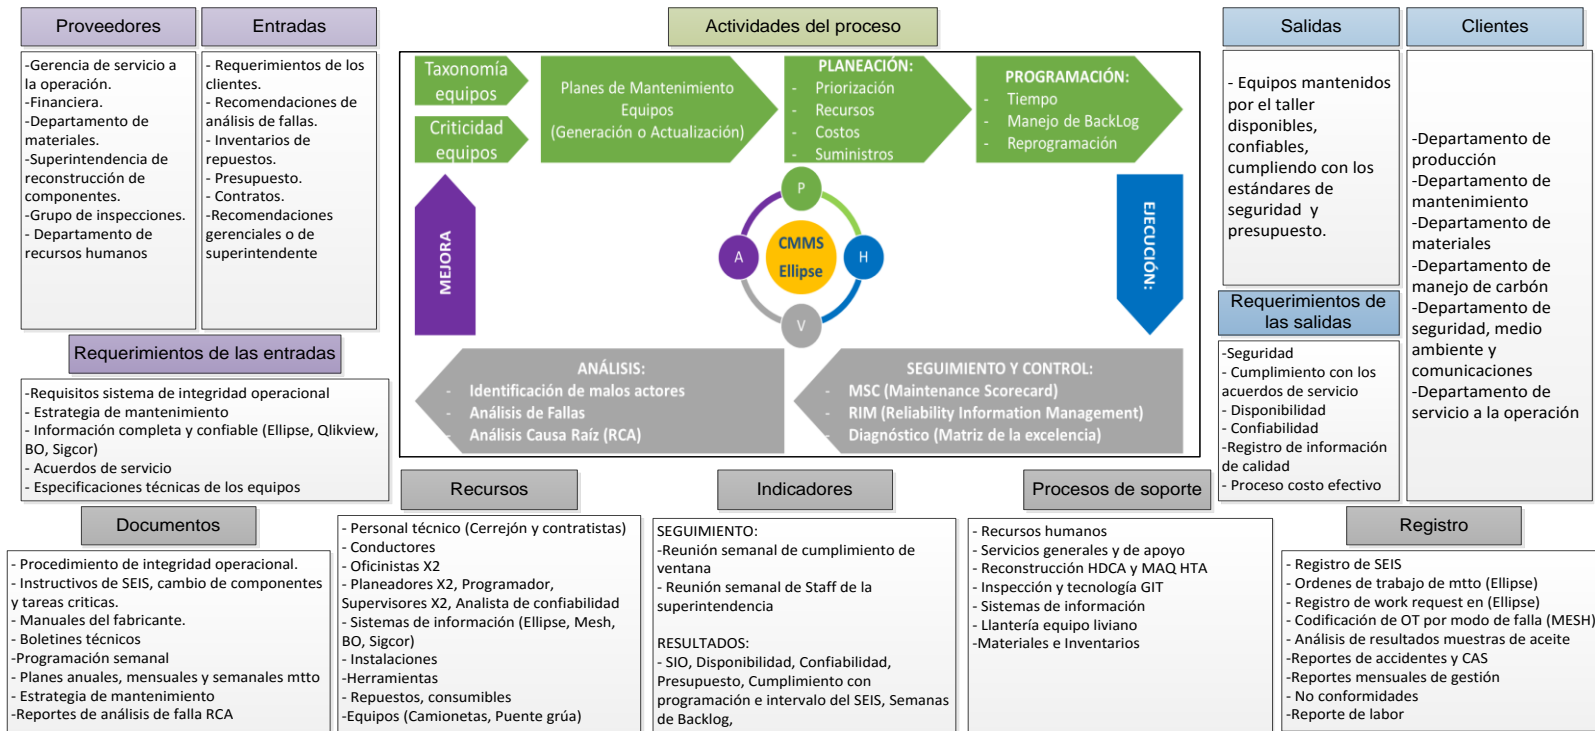 Proveedores
-Gerencia de servicio a
la operación.
-Financiera.
-Departamento de
materiales.
-Superintendencia de
reconstrucción de
componentes.
-Grupo de inspecciones.
- Departamento de
recursos humanos
Entradas
- Requerimientos de los
clientes.
- Recomendaciones de
análisis de fallas.
- Inventarios de
repuestos.
- Presupuesto.
- Contratos.
-Recomendaciones
gerenciales o de
superintendente
Requerimientos de las entradas
-Requisitos sistema de integridad operacional
- Estrategia de mantenimiento
- Información completa y confiable (Ellipse, Qlikview,
BO, Sigcor)
- Acuerdos de servicio
- Especificaciones técnicas de los equipos
Actividades del proceso
Taxonomía
equipos
Criticidad
equipos
Planes de Mantenimiento
Equipos
(Generación o Actualización)
PLANEACIÓN:
- Priorización
- Recursos
- Costos
- Suministros
PROGRAMACIÓN:
- Tiempo
- Manejo de BackLog
- Reprogramación
MEJORA
P
A
CMMS
Ellipse
H
V
EJECUCIÓN:
ANÁLISIS:
- Identificación de malos actores
- Análisis de Fallas
- Análisis Causa Raíz (RCA)
SEGUIMIENTO Y CONTROL:
- MSC (Maintenance Scorecard)
- RIM (Reliability Information Management)
- Diagnóstico (Matriz de la excelencia)
Salidas
- Equipos mantenidos
por el taller
disponibles,
confiables,
cumpliendo con los
estándares de
seguridad y
presupuesto.
Requerimientos de
las salidas
-Seguridad
- Cumplimiento con los
acuerdos de servicio
- Disponibilidad
- Confiabilidad
-Registro de información
de calidad
- Proceso costo efectivo
Clientes
-Departamento de
producción
-Departamento de
mantenimiento
-Departamento de
materiales
-Departamento de
manejo de carbón
-Departamento de
seguridad, medio
ambiente y
comunicaciones
-Departamento de
servicio a la operación
Documentos
- Procedimiento de integridad operacional.
- Instructivos de SEIS, cambio de componentes
y tareas criticas.
- Manuales del fabricante.
- Boletines técnicos
-Programación semanal
- Planes anuales, mensuales y semanales mtto
- Estrategia de mantenimiento
-Reportes de análisis de falla RCA
Recursos
- Personal técnico (Cerrejón y contratistas)
- Conductores
- Oficinistas X2
- Planeadores X2, Programador,
Supervisores X2, Analista de confiabilidad
- Sistemas de información (Ellipse, Mesh,
BO, Sigcor)
- Instalaciones
-Herramientas
- Repuestos, consumibles
-Equipos (Camionetas, Puente grúa)
Indicadores
SEGUIMIENTO:
-Reunión semanal de cumplimiento de
ventana
- Reunión semanal de Staff de la
superintendencia
RESULTADOS:
- SIO, Disponibilidad, Confiabilidad,
Presupuesto, Cumplimiento con
programación e intervalo del SEIS, Semanas
de Backlog,
Procesos de soporte
- Recursos humanos
- Servicios generales y de apoyo
- Reconstrucción HDCA y MAQ HTA
- Inspección y tecnología GIT
- Sistemas de información
- Llantería equipo liviano
-Materiales e Inventarios
Registro
- Registro de SEIS
- Ordenes de trabajo de mtto (Ellipse)
- Registro de work request en (Ellipse)
- Codificación de OT por modo de falla (MESH)
- Análisis de resultados muestras de aceite
-Reportes de accidentes y CAS
-Reportes mensuales de gestión
- No conformidades
-Reporte de labor